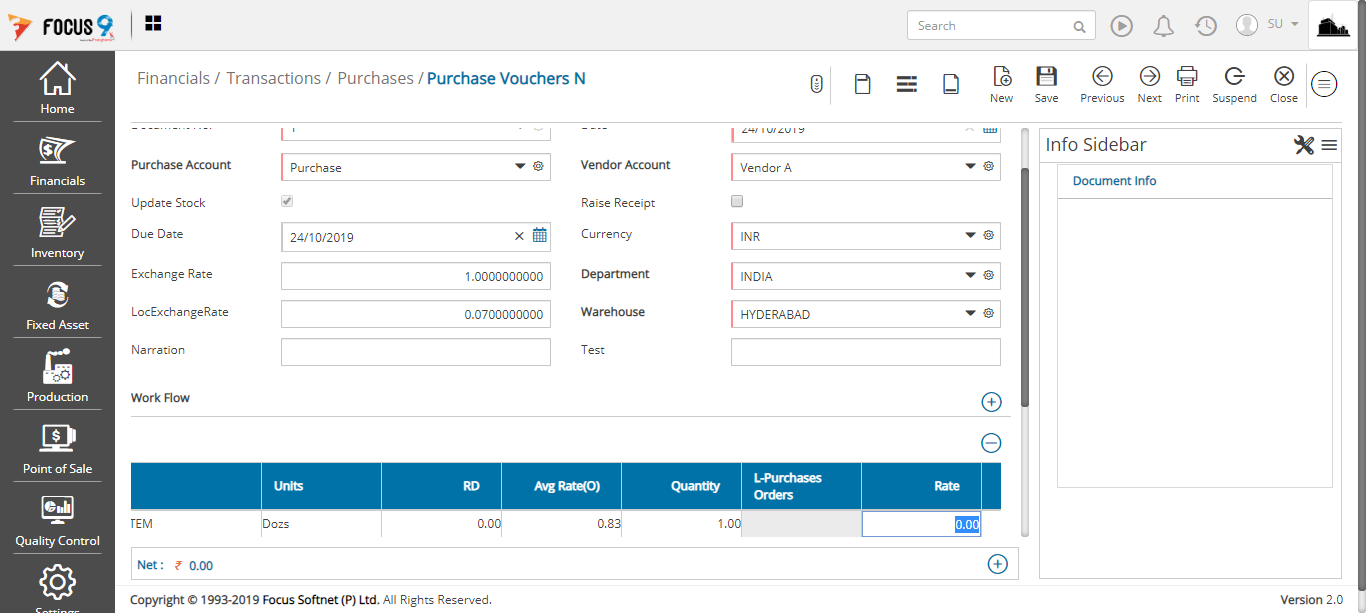 FOCUS 9
Search
SU
Home
Financials
Inventory
Fixed Asset
Production
Point of Sale
Quality Control
Settings
Financials / Transactions / Purchases / Purchase Vouchers N
New
Save
Previous
Next
Print
Suspend
Close
Document No.
1
Date
24/10/2019
Purchase Account
Purchase
Vendor Account
Vendor A
Update Stock
Raise Receipt
Due Date
24/10/2019
Currency
INR
Exchange Rate
1.0000000000
Department
INDIA
LocExchangeRate
0.0700000000
Warehouse
HYDERABAD
Narration
Test
Work Flow
Units
RD
Avg Rate(O)
Quantity
L-Purchases
Orders
Rate
TEM
Dozs
0.00
0.83
1.00
0.00
Net : ₹ 0.00
Info Sidebar
Document Info
Copyright © 1993-2019 Focus Softnet (P) Ltd. All Rights Reserved.
Version 2.0